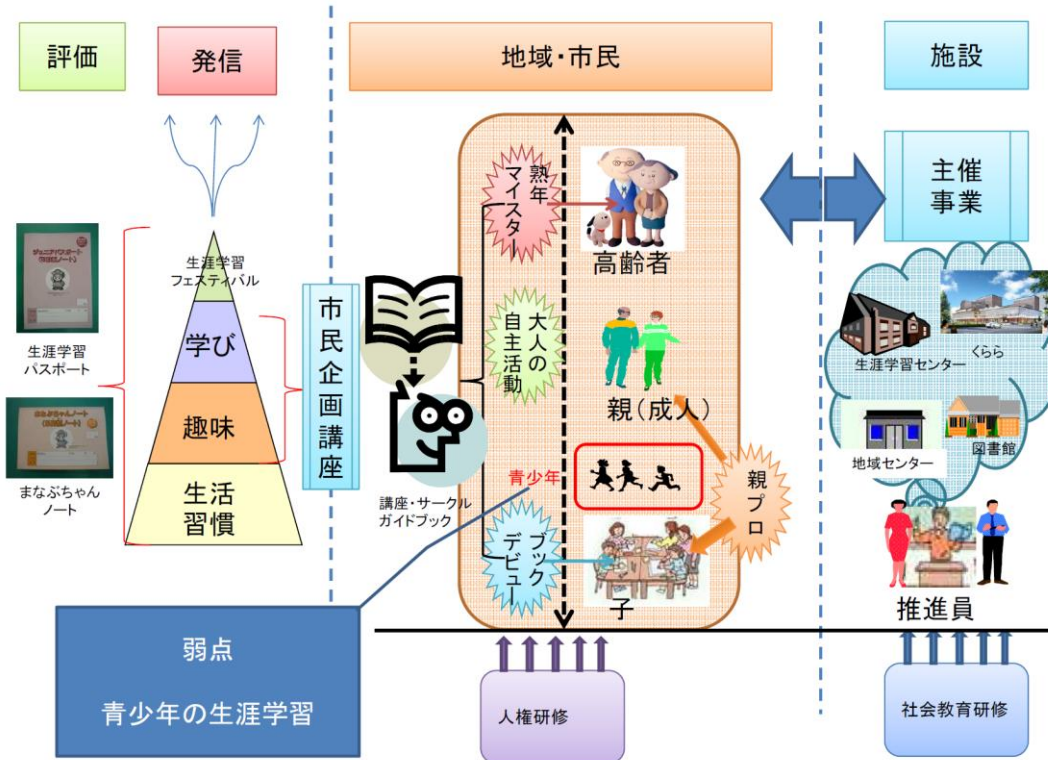 評価
発信
地域・市民
施設
主催
事業
生涯学習
フェスティバル
学び
趣味
生活
習慣
生涯学習
パスポート
まなぶちゃん
ノート
市民企画講座
講座・サークル
ガイドブック
熟年
マイスター
高齢者
大人の
自主活動
親(成人)
青少年
親プロ
ブック
デビュー
子
生涯学習センター
くらら
地域センター
図書館
推進員
弱点
青少年の生涯学習
人権研修
社会教育研修